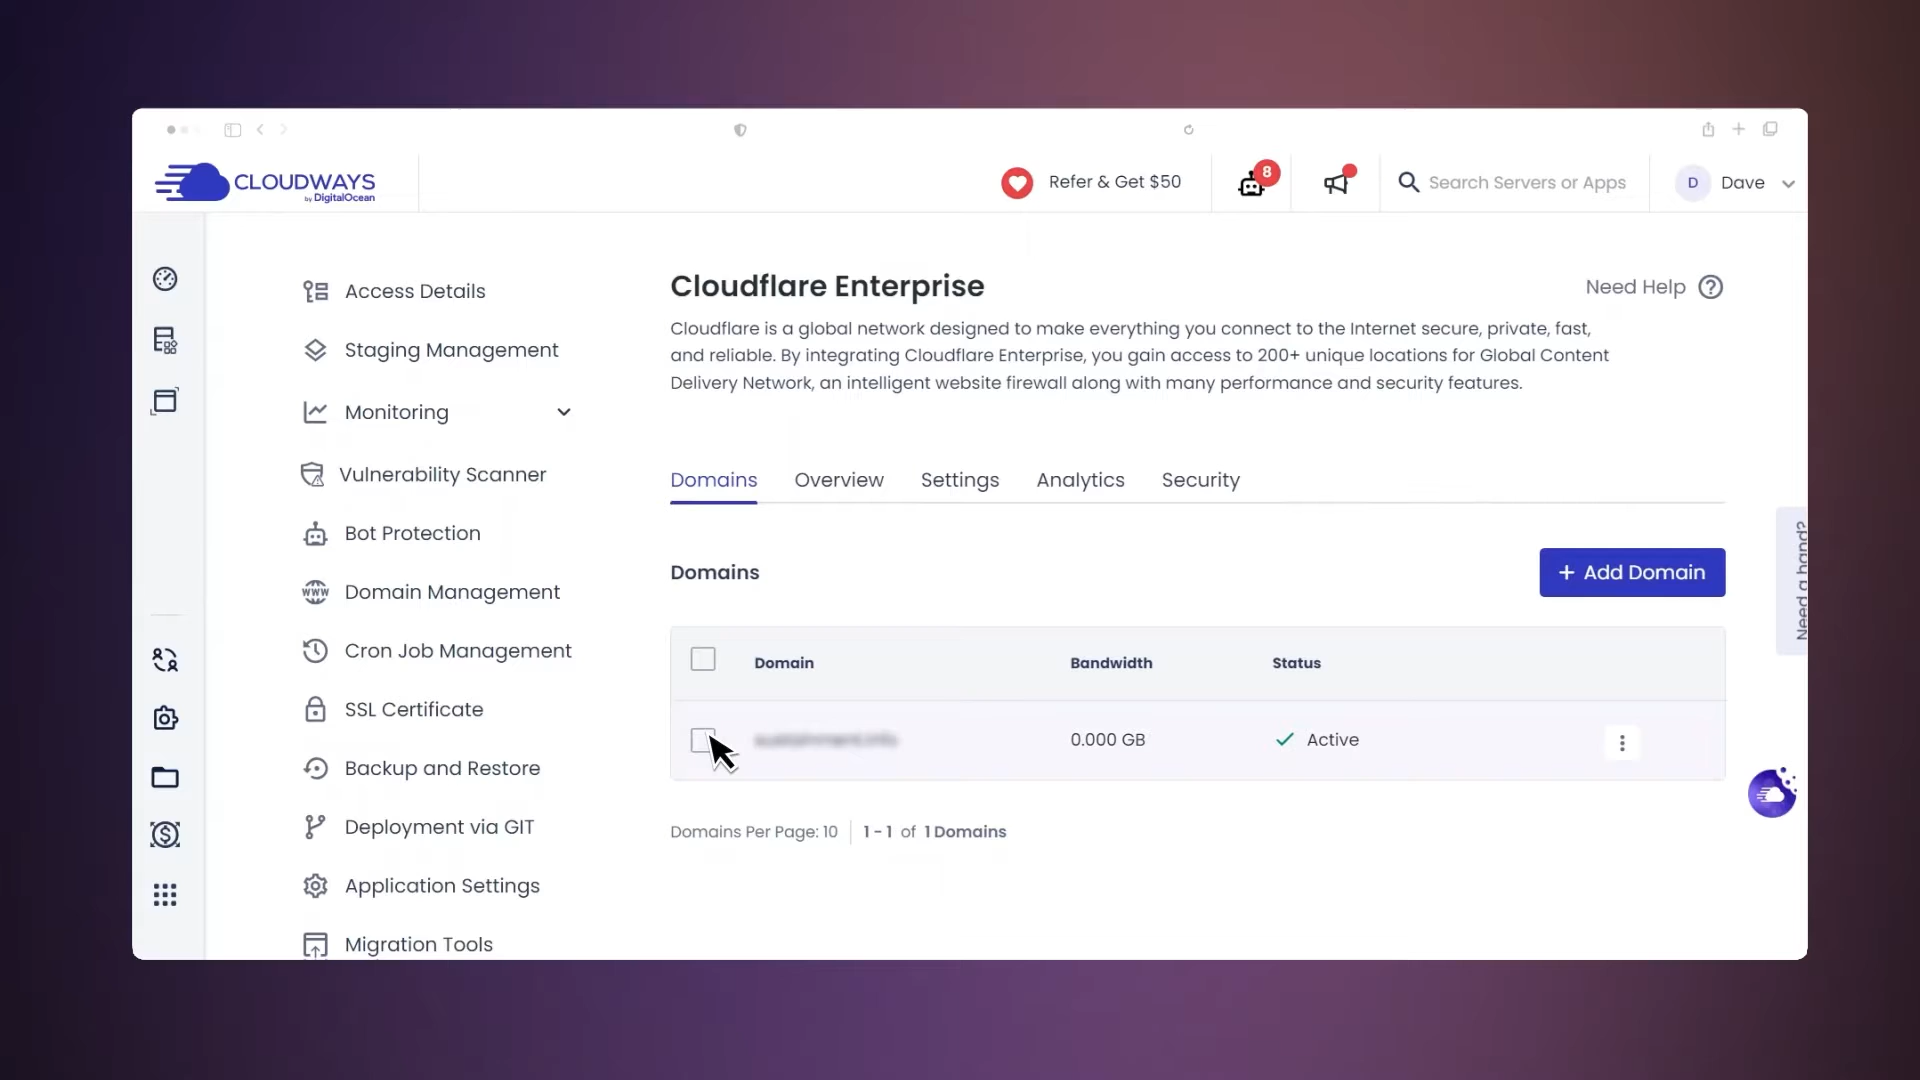 CLOUDWAYS
by DigitalOcean
Refer & Get $50
8
Search Servers or Apps
D
Dave
Access Details
Staging Management
Monitoring
Vulnerability Scanner
Bot Protection
www
Domain Management
Cron Job Management
SSL Certificate
Backup and Restore
Deployment via GIT
Application Settings
Migration Tools
Cloudflare Enterprise
Need Help
Cloudflare is a global network designed to make everything you connect to the Internet secure, private, fast,
and reliable. By integrating Cloudflare Enterprise, you gain access to 200+ unique locations for Global Content
Delivery Network, an intelligent website firewall along with many performance and security features.
Domains Overview Settings Analytics Security
Domains
+ Add Domain
Domain Bandwidth Status
0.000 GB Active
Domains Per Page: 10 1 - 1 of 1 Domains
Need a hand?